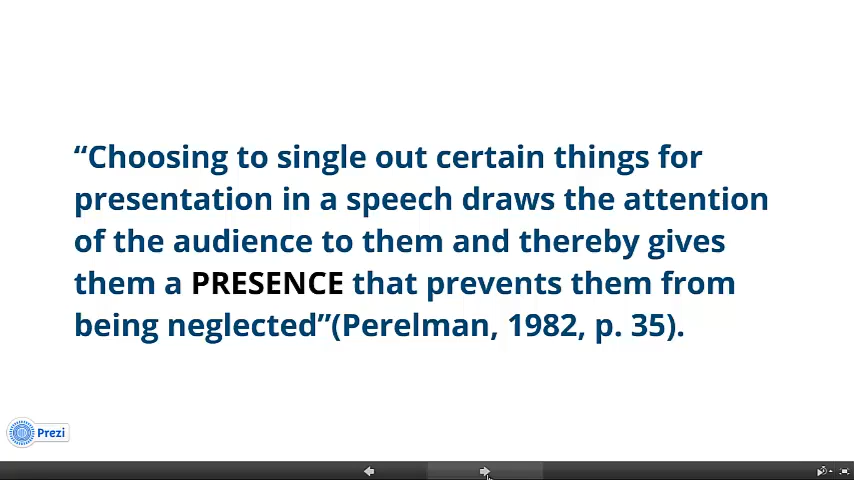 “Choosing to single out certain things for
presentation in a speech draws the attention
of the audience to them and thereby gives
them a PRESENCE that prevents them from
being neglected”(Perelman, 1982, p. 35).
Prezi